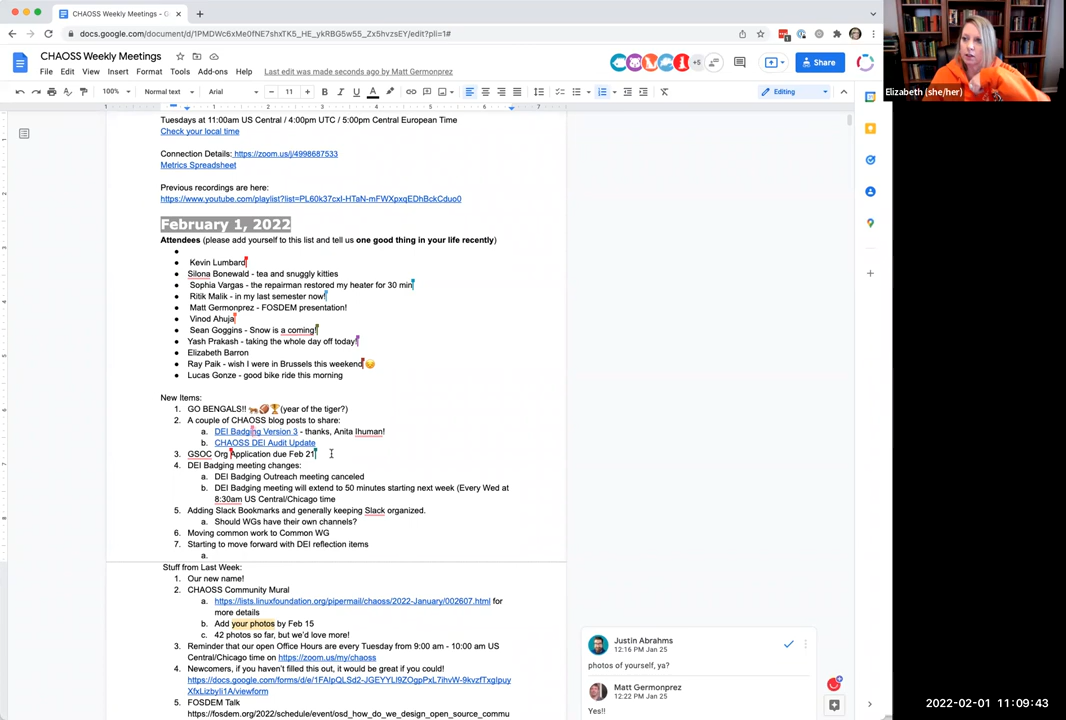 CHAOSS Weekly Meetings - G
docs.google.com/document/d/1PMDWc6xMe0fNE7shxTK5_HE_ykRBG5w55_Zx5hvzsEY/edit?pli=1#
CHAOSS Weekly Meetings
File Edit View Insert Format Tools Add-ons Help Last edit was made seconds ago by Matt Germonprez
+5
Share
100% Normal text Arial 11 Editing
Elizabeth (she/her)
Tuesdays at 11:00am US Central / 4:00pm UTC / 5:00pm Central European Time
Check your local time
Connection Details: https://zoom.us/j/4998687533
Metrics Spreadsheet
Previous recordings are here:
https://www.youtube.com/playlist?list=PL60k37cxI-HTaN-mFWXpxqEDhBckCduo0
February 1, 2022
Attendees (please add yourself to this list and tell us one good thing in your life recently)
Kevin Lumbard
Silona Bonewald - tea and snuggly kitties
Sophia Vargas - the repairman restored my heater for 30 min
Ritik Malik - in my last semester now!
Matt Germonprez - FOSDEM presentation!
Vinod Ahuja
Sean Goggins - Snow is a coming!
Yash Prakash - taking the whole day off today!
Elizabeth Barron
Ray Paik - wish I were in Brussels this weekend 😔
Lucas Gonze - good bike ride this morning
New Items:
1. GO BENGALS!! 🐅🏈🏆(year of the tiger?)
2. A couple of CHAOSS blog posts to share:
a. DEI Badging Version 3 - thanks, Anita Ihuman!
b. CHAOSS DEI Audit Update
3. GSOC Org Application due Feb 21
4. DEI Badging meeting changes:
a. DEI Badging Outreach meeting canceled
b. DEI Badging meeting will extend to 50 minutes starting next week (Every Wed at
8:30am US Central/Chicago time
5. Adding Slack Bookmarks and generally keeping Slack organized.
a. Should WGs have their own channels?
6. Moving common work to Common WG
7. Starting to move forward with DEI reflection items
a.
Stuff from Last Week:
1. Our new name!
2. CHAOSS Community Mural
a. https://lists.linuxfoundation.org/pipermail/chaoss/2022-January/002607.html for
more details
b. Add your photos by Feb 15
c. 42 photos so far, but we'd love more!
3. Reminder that our open Office Hours are every Tuesday from 9:00 am - 10:00 am US
Central/Chicago time on https://zoom.us/my/chaoss
4. Newcomers, if you haven't filled this out, it would be great if you could!
https://docs.google.com/forms/d/e/1FAIpQLSd2-JGEYYLl9ZOgpPxL7ihvW-9kvzfTxgIpuy
XfxLizbyIi1A/viewform
5. FOSDEM Talk
https://fosdem.org/2022/schedule/event/osd_how_do_we_design_open_source_commu
Justin Abrahms
12:16 PM Jan 25
photos of yourself, ya?
Matt Germonprez
12:22 PM Jan 25
Yes!!
2022-02-01 11:09:43